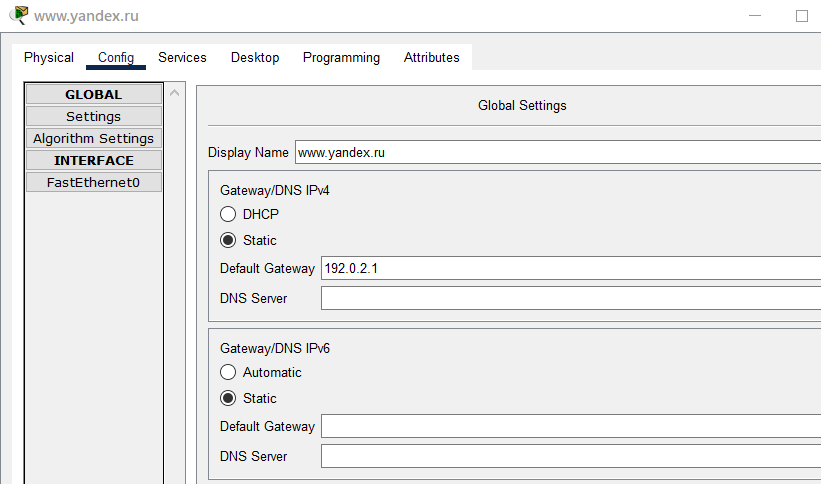 www.yandex.ru
Physical Config Services Desktop Programming Attributes
GLOBAL
Settings
Algorithm Settings
INTERFACE
FastEthernet0
Global Settings
Display Name www.yandex.ru
Gateway/DNS IPv4
DHCP
Static
Default Gateway 192.0.2.1
DNS Server
Gateway/DNS IPv6
Automatic
Static
Default Gateway
DNS Server